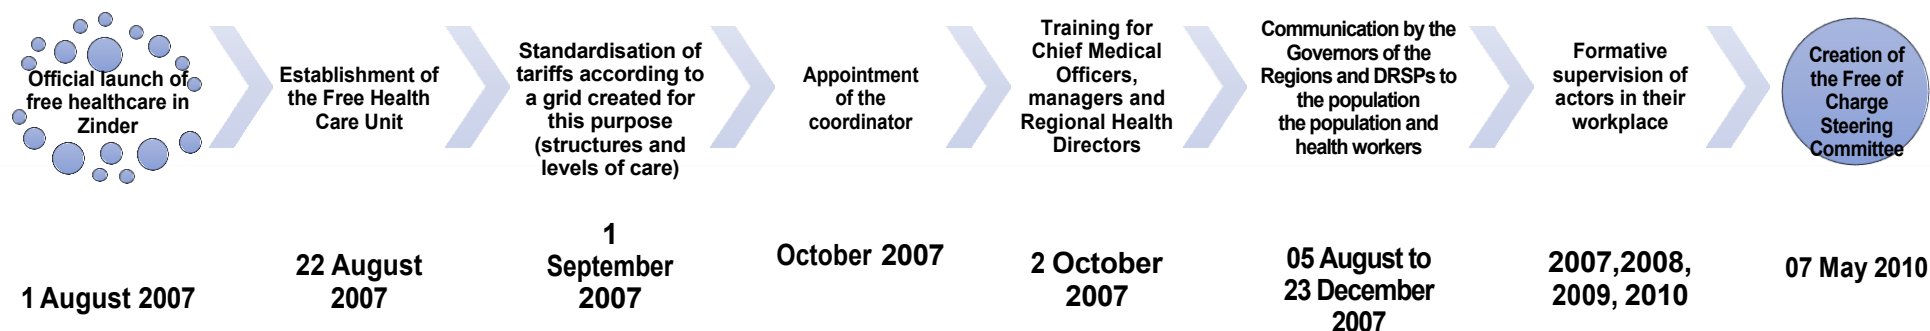 Official launch of
free healthcare in
Zinder
Establishment of
the Free Health
Care Unit
Standardisation of
tariffs according to
a grid created for
this purpose
(structures and
levels of care)
Appointment
of the
coordinator
Training for
Chief Medical
Officers,
managers and
Regional Health
Directors
Communication by the
Governors of the
Regions and DRSPs to
the population
the population and
health workers
Formative
supervision of
actors in their
workplace
Creation of
the Free of
Charge
Steering
Committee
1 August 2007
22 August
2007
1
September
2007
October 2007
2 October
2007
05 August to
23 December
2007
2007,2008,
2009, 2010
07 May 2010